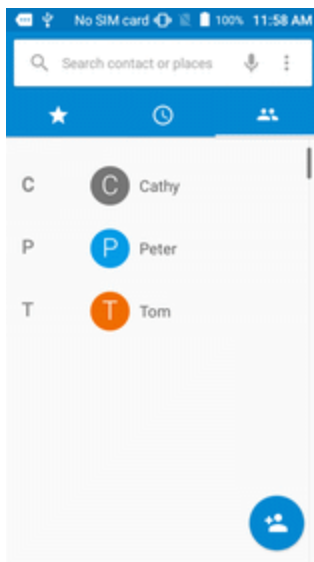 No SIM card 100% 11:58 AM
Search contact or places
C C Cathy
P P Peter
T T Tom